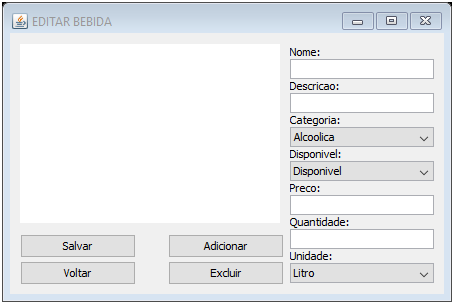 EDITAR BEBIDA
Nome:
Descricao:
Categoria:
Alcoolica
Disponivel:
Disponivel
Preco:
Quantidade:
Unidade:
Litro
Salvar
Adicionar
Voltar
Excluir